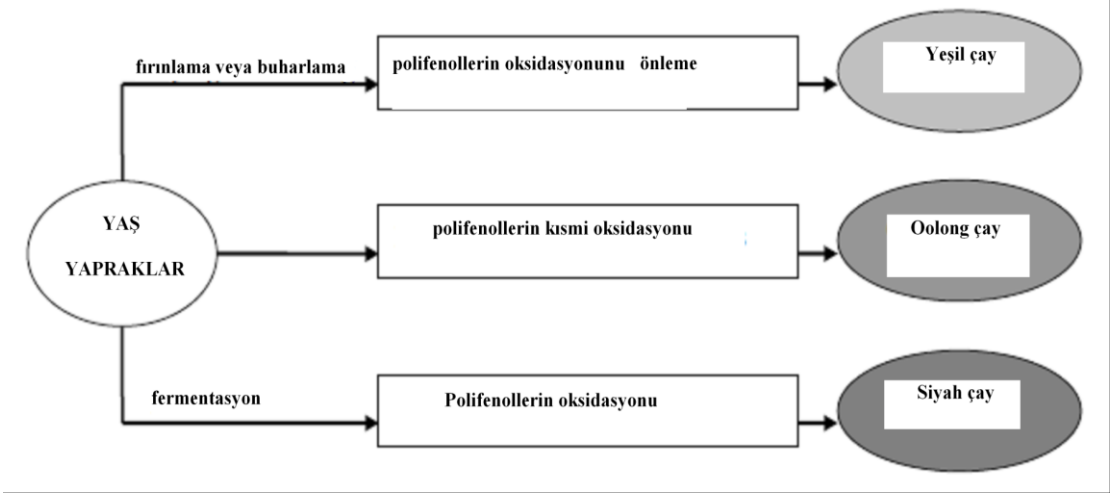 fırınlama veya buharlama
polifenollerin oksidasyonunu önleme
Yeşil çay
YAŞ
YAPRAKLAR
polifenollerin kısmi oksidasyonu
Oolong çay
fermentasyon
Polifenollerin oksidasyonu
Siyah çay